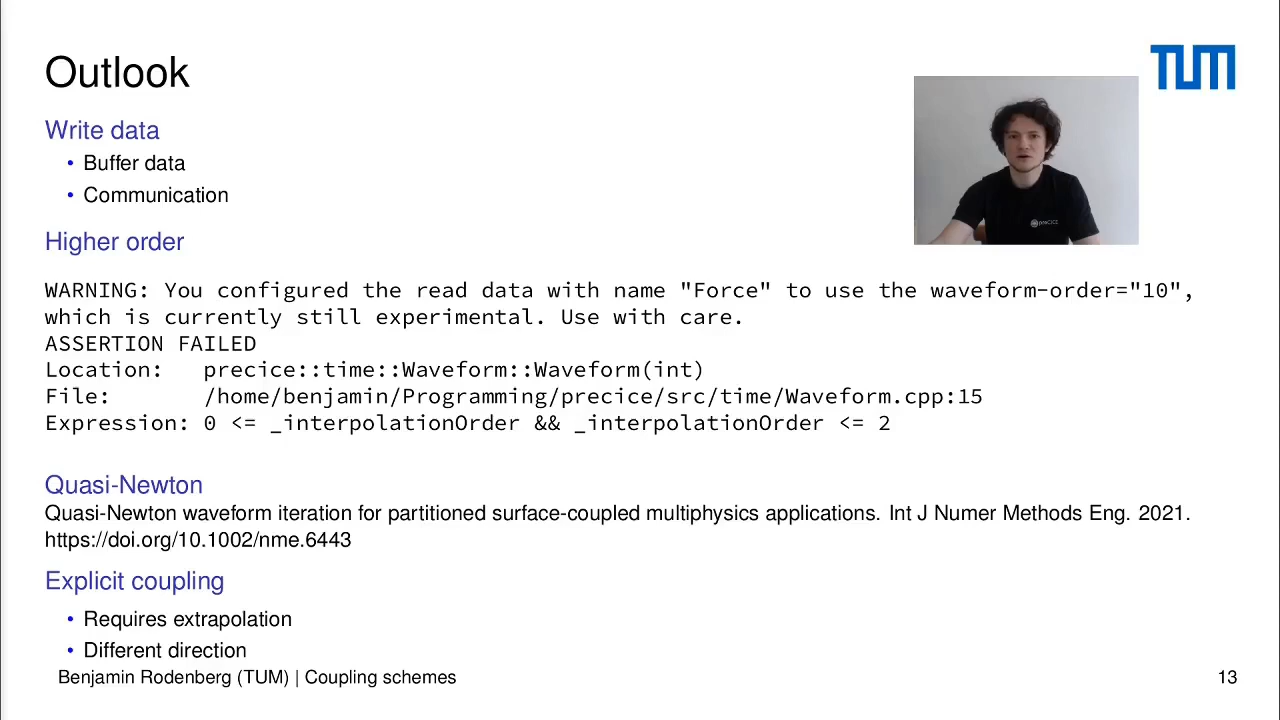 Outlook
TUM
Write data
• Buffer data
• Communication
preCICE
Higher order
WARNING: You configured the read data with name "Force" to use the waveform-order="10",
which is currently still experimental. Use with care.
ASSERTION FAILED
Location:   precice::time::Waveform::Waveform(int)
File:       /home/benjamin/Programming/precice/src/time/Waveform.cpp:15
Expression: 0 <= _interpolationOrder && _interpolationOrder <= 2
Quasi-Newton
Quasi-Newton waveform iteration for partitioned surface-coupled multiphysics applications. Int J Numer Methods Eng. 2021.
https://doi.org/10.1002/nme.6443
Explicit coupling
• Requires extrapolation
• Different direction
Benjamin Rodenberg (TUM) | Coupling schemes
13